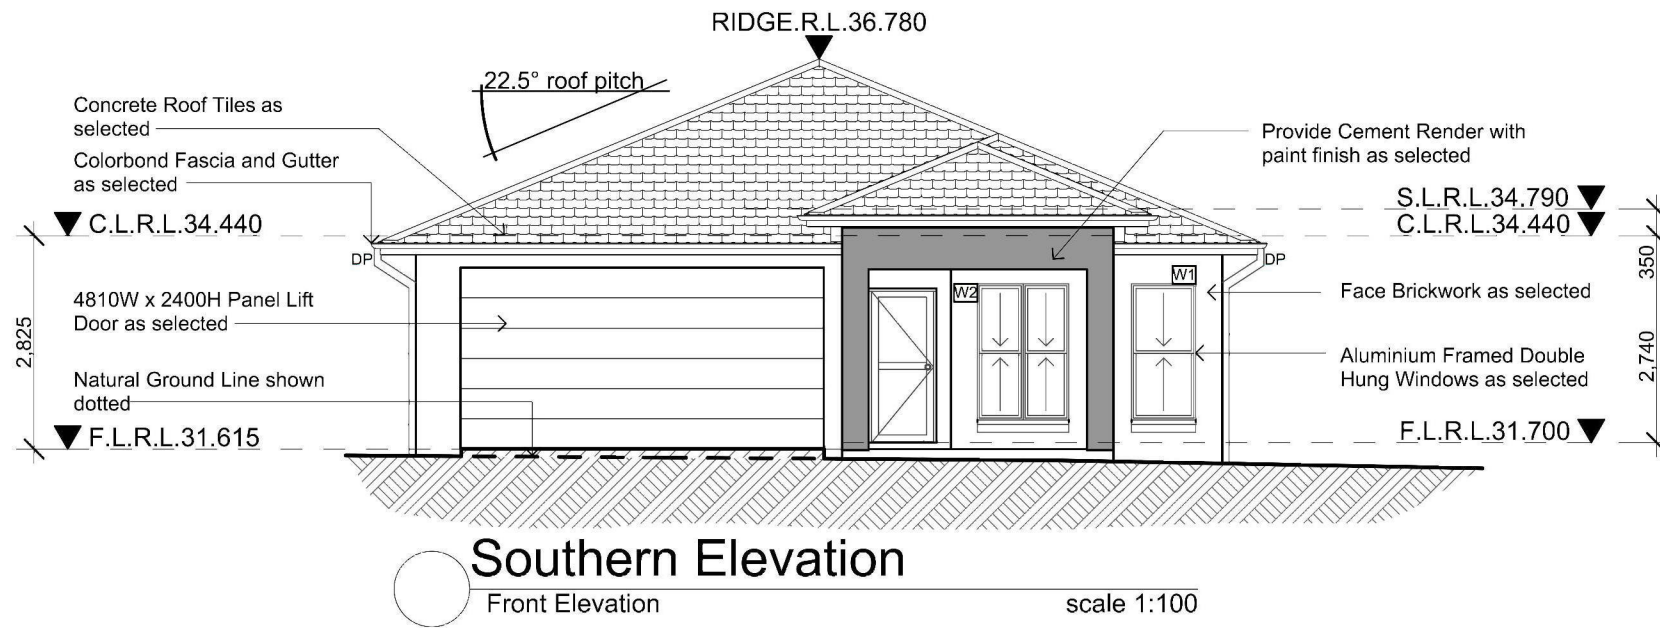 RIDGE.R.L.36.780
22.5° roof pitch
Concrete Roof Tiles as
selected
Colorbond Fascia and Gutter
as selected
C.L.R.L.34.440
DP
4810W x 2400H Panel Lift
Door as selected
2,825
Natural Ground Line shown
dotted
F.L.R.L.31.615
Provide Cement Render with
paint finish as selected
S.L.R.L.34.790
C.L.R.L.34.440
350
DP
W1
W2
Face Brickwork as selected
Aluminium Framed Double
Hung Windows as selected
2,740
F.L.R.L.31.700
Southern Elevation
Front Elevation
scale 1:100